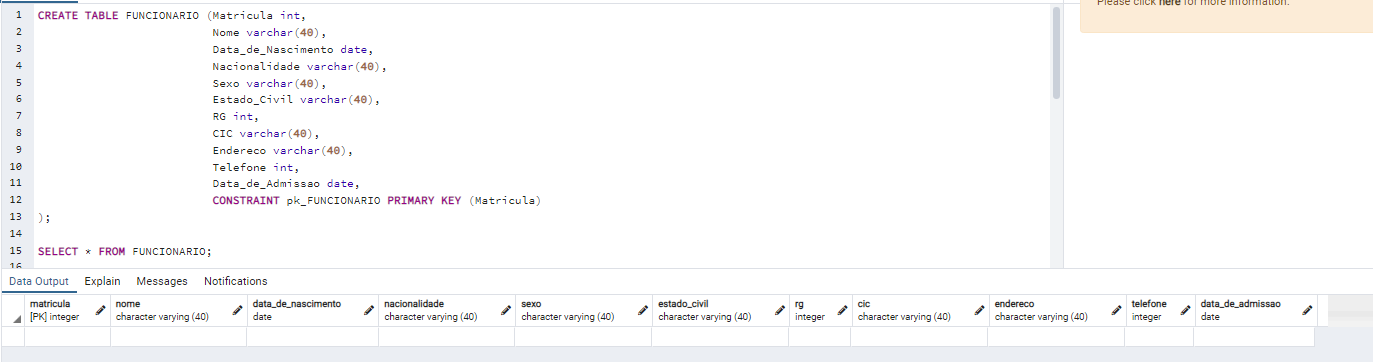 Please click here for more information.
1 CREATE TABLE FUNCIONARIO (Matricula int,
2 Nome varchar(40),
3 Data_de_Nascimento date,
4 Nacionalidade varchar(40),
5 Sexo varchar(40),
6 Estado_Civil varchar(40),
7 RG int,
8 CIC varchar(40),
9 Endereco varchar(40),
10 Telefone int,
11 Data_de_Admissao date,
12 CONSTRAINT pk_FUNCIONARIO PRIMARY KEY (Matricula)
13 );
14
15 SELECT * FROM FUNCIONARIO;
16
Data Output Explain Messages Notifications
matricula nome data_de_nascimento nacionalidade sexo estado_civil rg cic endereco telefone data_de_admissao
[PK] integer character varying (40) date character varying (40) character varying (40) character varying (40) integer character varying (40) character varying (40) integer date